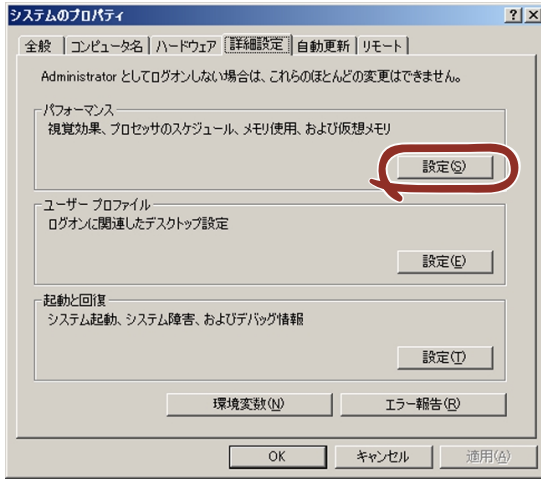 システムのプロパティ
全般 コンピュータ名 ハードウェア 詳細設定 自動更新 リモート
Administrator としてログオンしない場合は、これらのほとんどの変更はできません。
パフォーマンス
視覚効果、プロセッサのスケジュール、メモリ使用、および仮想メモリ
設定(S)
ユーザー プロファイル
ログオンに関連したデスクトップ設定
設定(E)
起動と回復
システム起動、システム障害、およびデバッグ情報
設定(T)
環境変数(N) エラー報告(R)
OK キャンセル 適用(A)